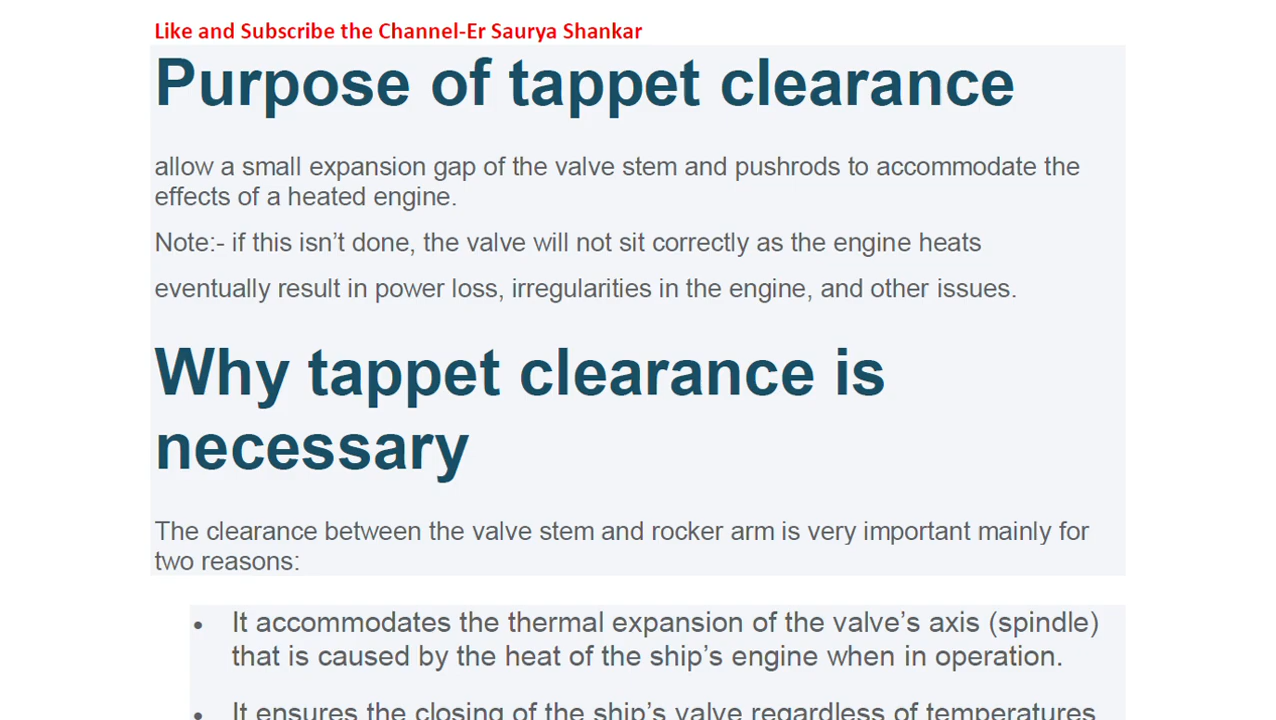 Like and Subscribe the Channel-Er Saurya Shankar
Purpose of tappet clearance
allow a small expansion gap of the valve stem and pushrods to accommodate the
effects of a heated engine.
Note:- if this isn’t done, the valve will not sit correctly as the engine heats
eventually result in power loss, irregularities in the engine, and other issues.
Why tappet clearance is
necessary
The clearance between the valve stem and rocker arm is very important mainly for
two reasons:
• It accommodates the thermal expansion of the valve’s axis (spindle)
that is caused by the heat of the ship’s engine when in operation.
• It ensures the closing of the ship’s valve regardless of temperatures